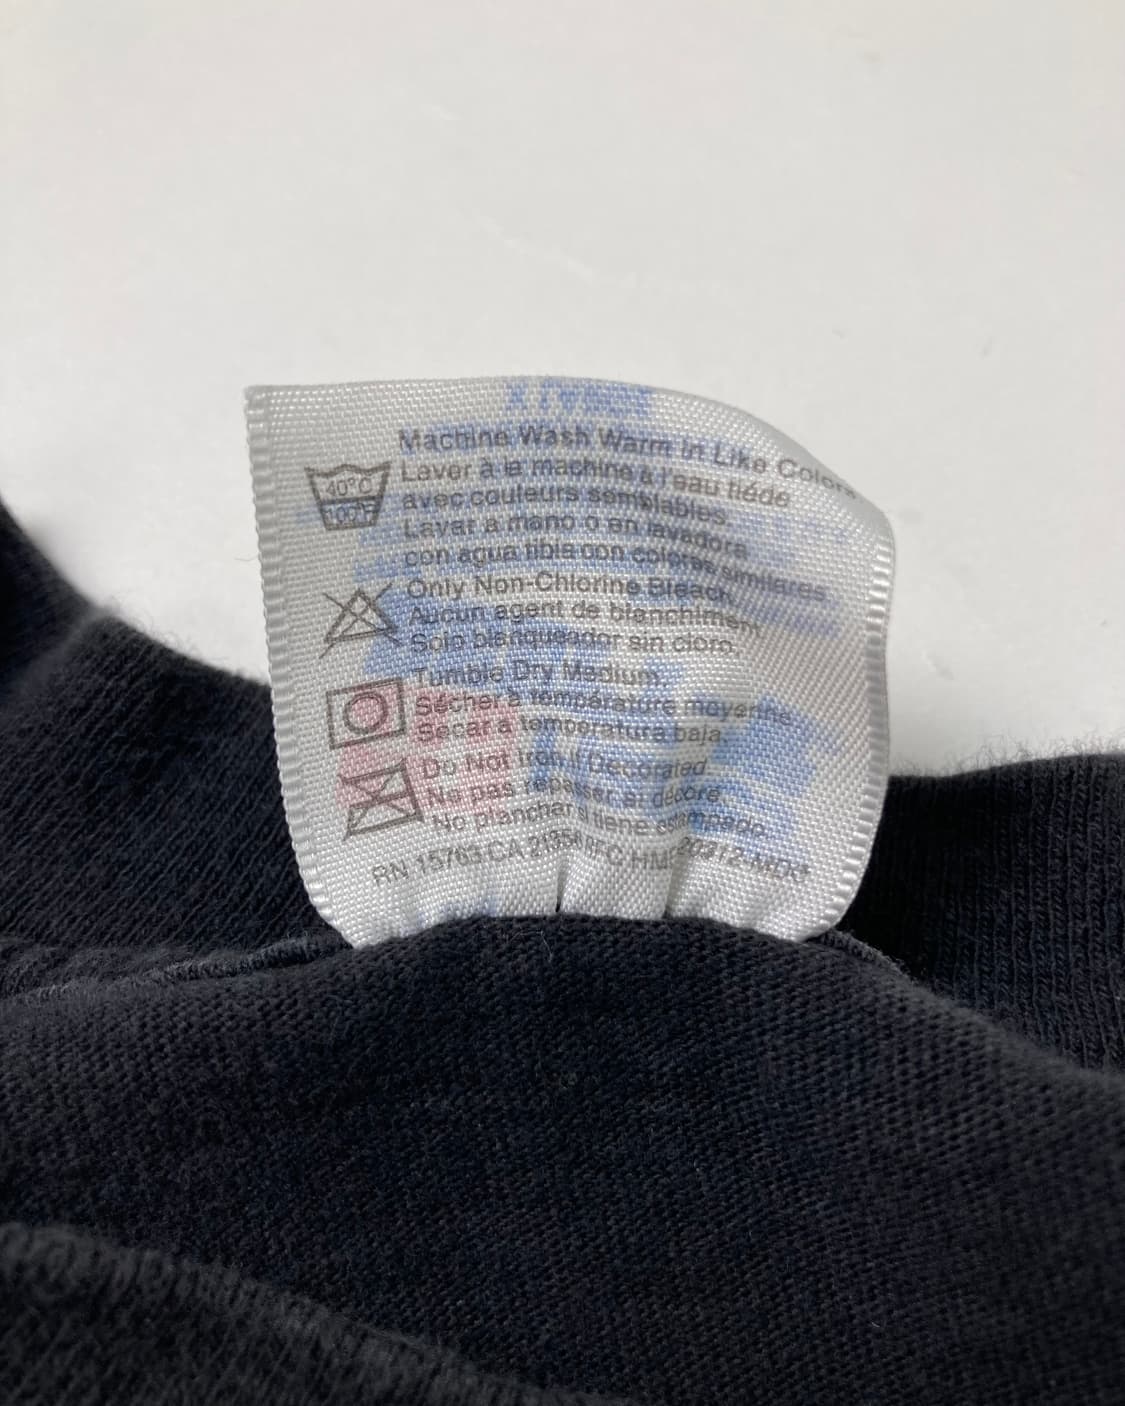 Machine Wash Warm in Like Colors
40°C
Laver à la machine à l'eau tiède
100°F
avec couleurs semblables.
Lavar a mano o en lavadora
con agua tibia con colores similares.
Only Non-Chlorine Bleach
Aucun agent de blanchiment
Solo blanqueador sin cloro.
Tumble Dry Medium
Sécher à température moyenne
Secar a temperatura baja.
Do Not Iron if Decorated
Ne pas repasser si décoré.
No planchar si tiene estampado.
RN 15763 CA